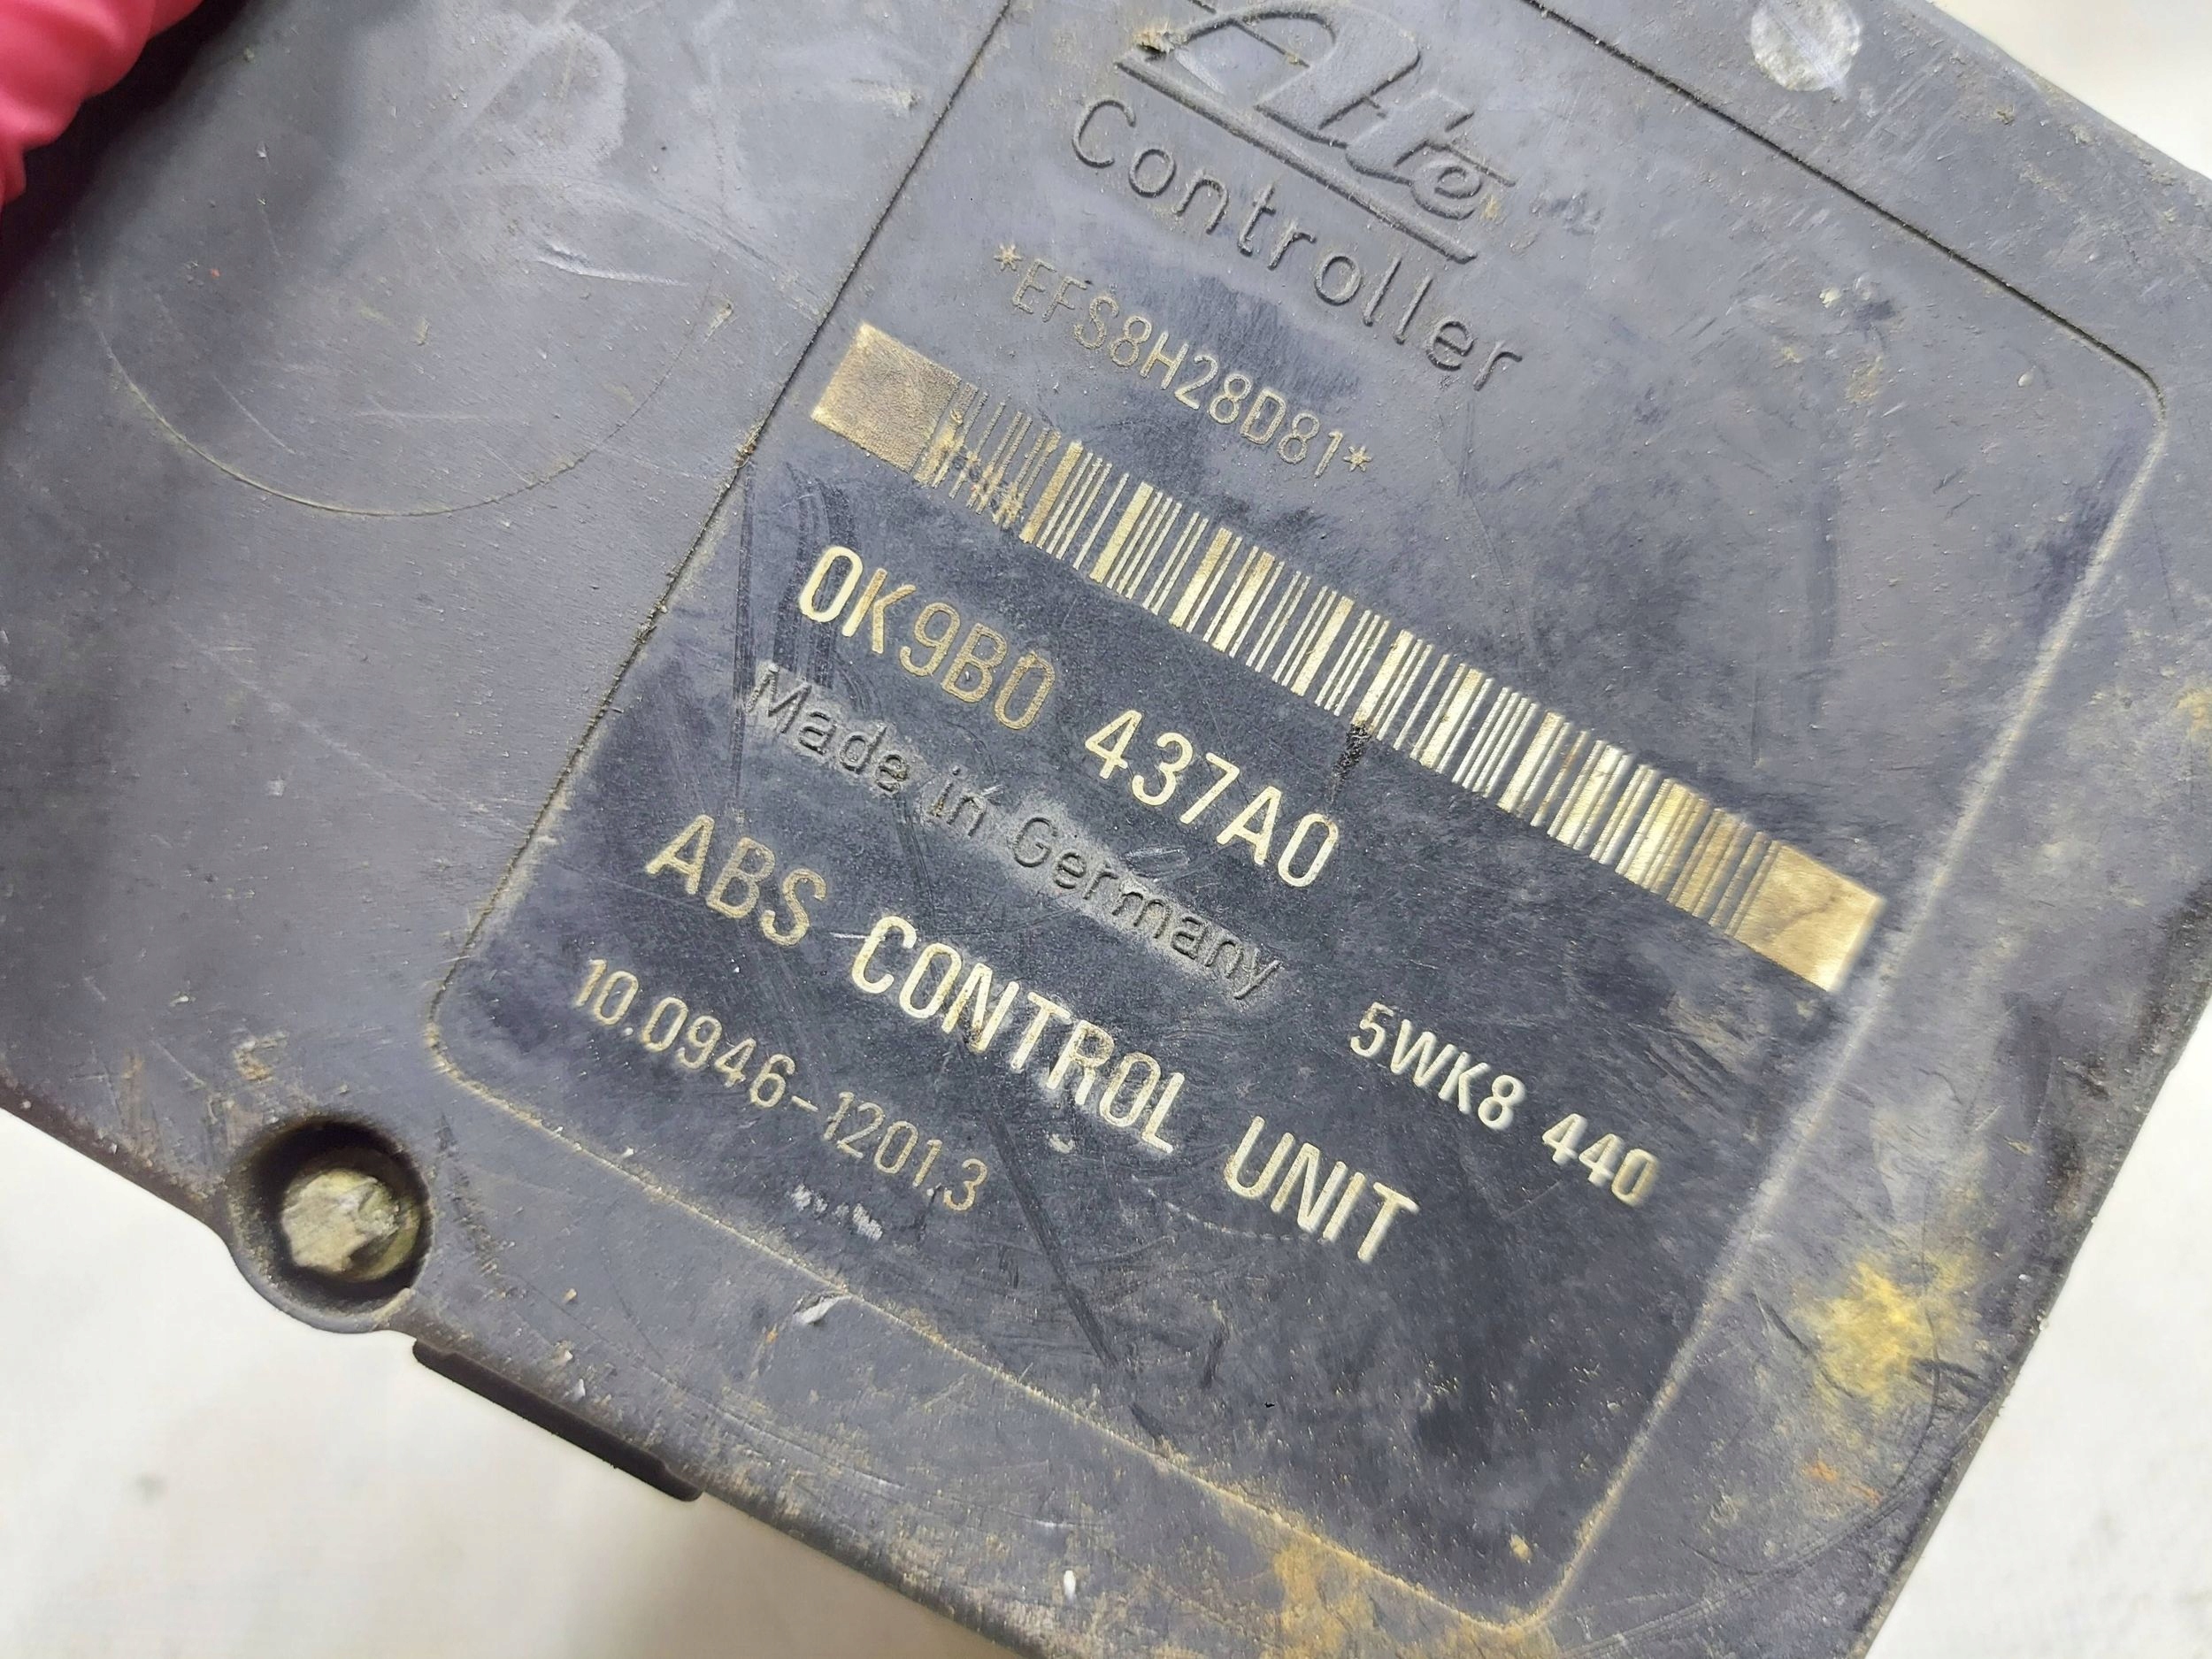 Ate
Controller
*EFS8H28D81*
0K9B0 437A0
Made in Germany
ABS CONTROL UNIT
5WK8 440
10.0946-1201.3